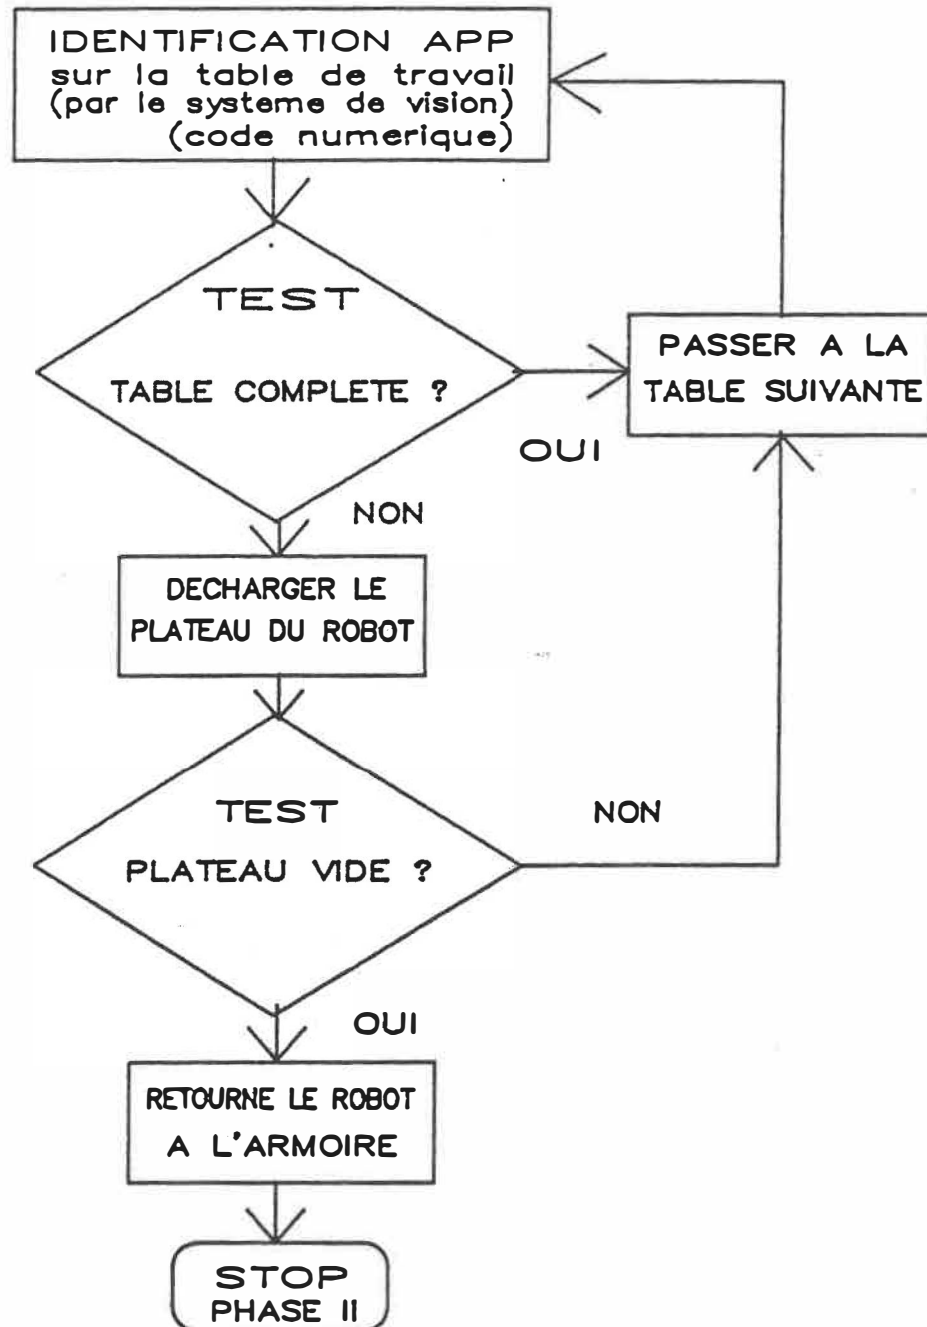 IDENTIFICATION APP
sur la table de travail
(par le systeme de vision)
(code numerique)
TEST
TABLE COMPLETE ?
PASSER A LA
TABLE SUIVANTE
OUI
NON
DECHARGER LE
PLATEAU DU ROBOT
TEST
PLATEAU VIDE ?
NON
OUI
RETOURNE LE ROBOT
A L'ARMOIRE
STOP
PHASE II